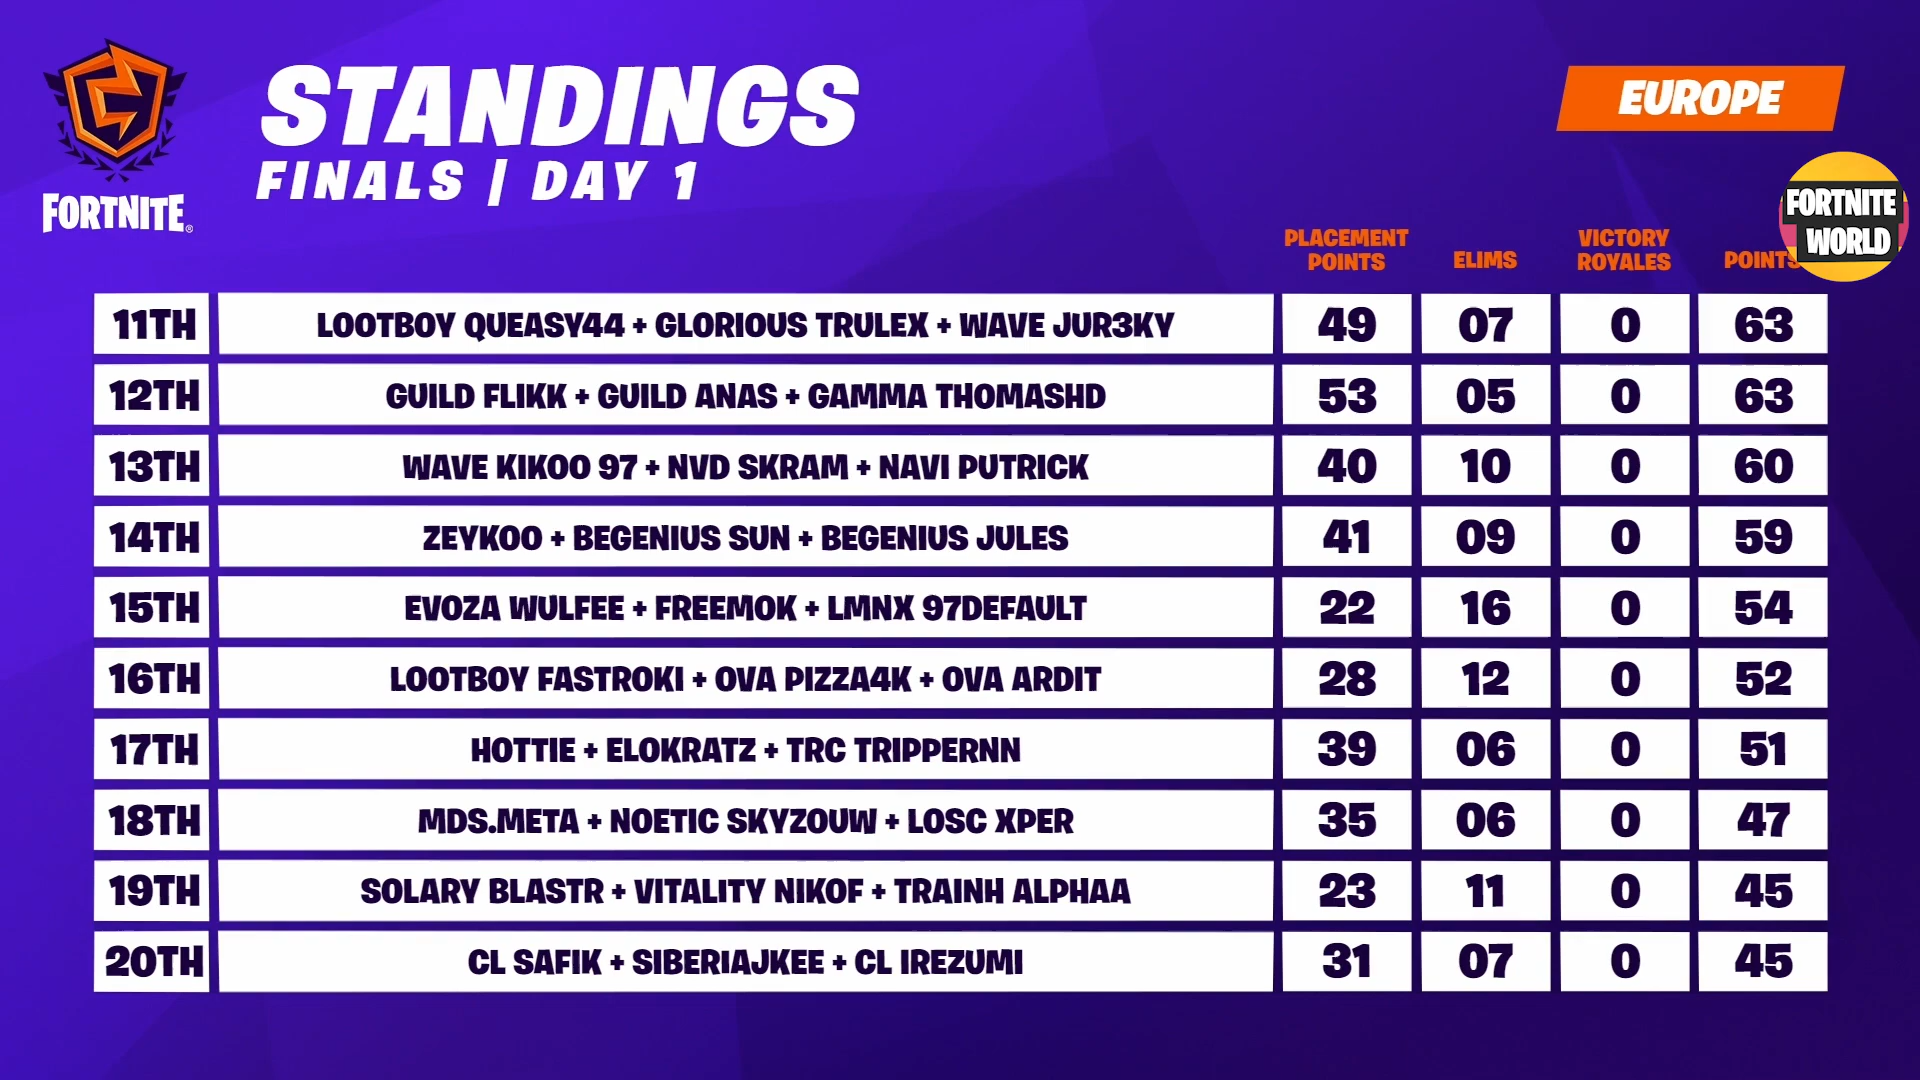 STANDINGS
FINALS | DAY 1
EUROPE
FORTNITE®
FORTNITE
WORLD
PLACEMENT POINTS ELIMS VICTORY ROYALES POINTS
11TH LOOTBOY QUEASY44 + GLORIOUS TRULEX + WAVE JUR3KY 49 07 0 63
12TH GUILD FLIKK + GUILD ANAS + GAMMA THOMASHD 53 05 0 63
13TH WAVE KIKOO 97 + NVD SKRAM + NAVI PUTRICK 40 10 0 60
14TH ZEYKOO + BEGENIUS SUN + BEGENIUS JULES 41 09 0 59
15TH EVOZA WULFEE + FREEMOK + LMNX 97DEFAULT 22 16 0 54
16TH LOOTBOY FASTROKI + OVA PIZZA4K + OVA ARDIT 28 12 0 52
17TH HOTTIE + ELOKRATZ + TRC TRIPPERNN 39 06 0 51
18TH MDS.META + NOETIC SKYZOUW + LOSC XPER 35 06 0 47
19TH SOLARY BLASTR + VITALITY NIKOF + TRAINH ALPHAA 23 11 0 45
20TH CL SAFIK + SIBERIAJKEE + CL IREZUMI 31 07 0 45